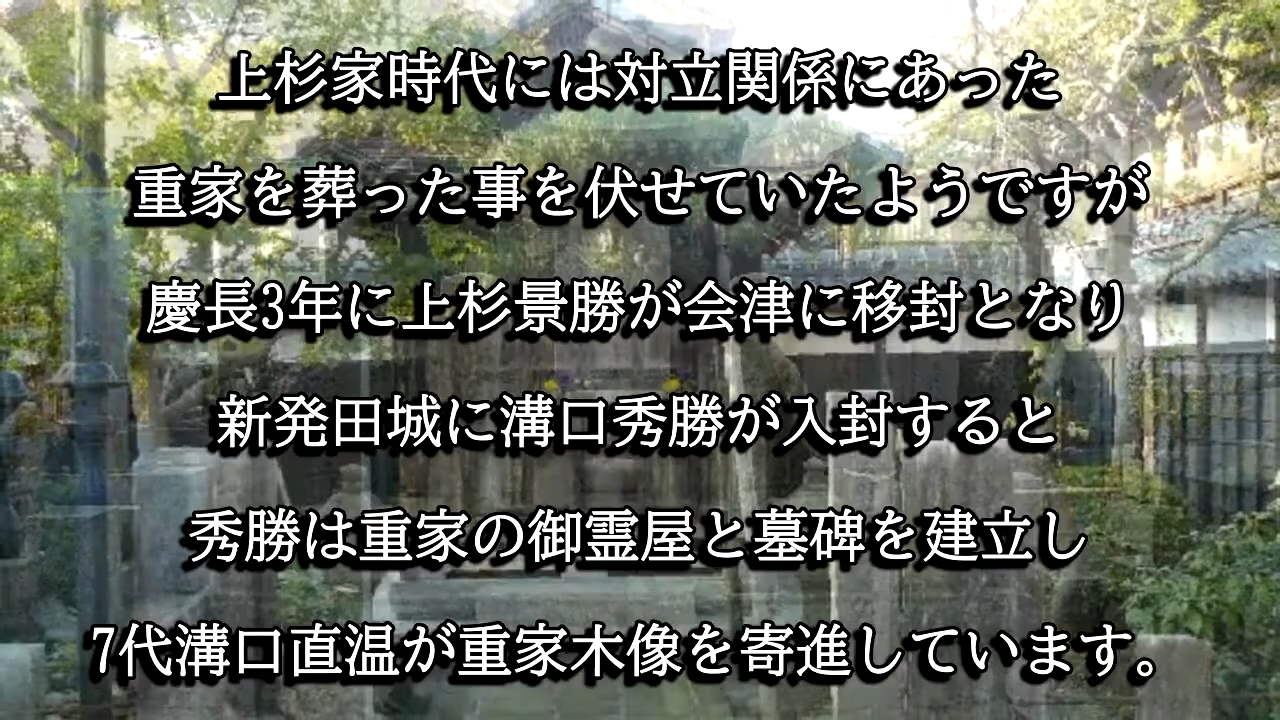 上杉家時代には対立関係にあった
重家を葬った事を伏せていたようですが
慶長3年に上杉景勝が会津に移封となり
新発田城に溝口秀勝が入封すると
秀勝は重家の御霊屋と墓碑を建立し
7代溝口直温が重家木像を寄進しています。